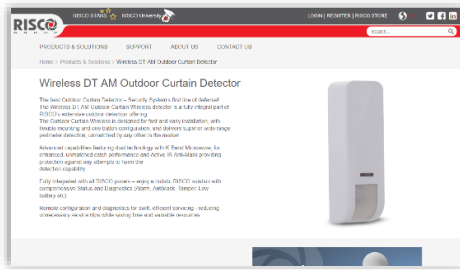 RISCO STARS RISCO University LOGIN | REGISTER | RISCO STORE
RISCO
Search...
PRODUCTS & SOLUTIONS SUPPORT ABOUT US CONTACT US
Home > Products & Solutions > Wireless DT AM Outdoor Curtain Detector
Wireless DT AM Outdoor Curtain Detector
The best Outdoor Curtain Detector – Security System's first line of defense!
The Wireless DT AM Outdoor Curtain Wireless detector is a fully integral part of
RISCO's extensive outdoor detection offering.
The Outdoor Curtain Wireless is designed for fast and easy installation, with
flexible mounting and one button configuration, and delivers superior wide range
perimeter detection, unmatched by any other in the market
Advanced capabilities featuring dual technology with K Band Microwave, for
enhanced, unmatched catch performance and Active IR Anti-Mask providing
protection against any attempts to harm the
detection capability.
Fully integrated with all RISCO panels – enjoy a holistic RISCO solution with
comprehensive Status and Diagnostics (Alarm, AntiMask, Tamper, Low
battery etc)
Remote configuration and diagnostics for swift, efficient servicing - reducing
unnecessary service trips while saving time and valuable resources